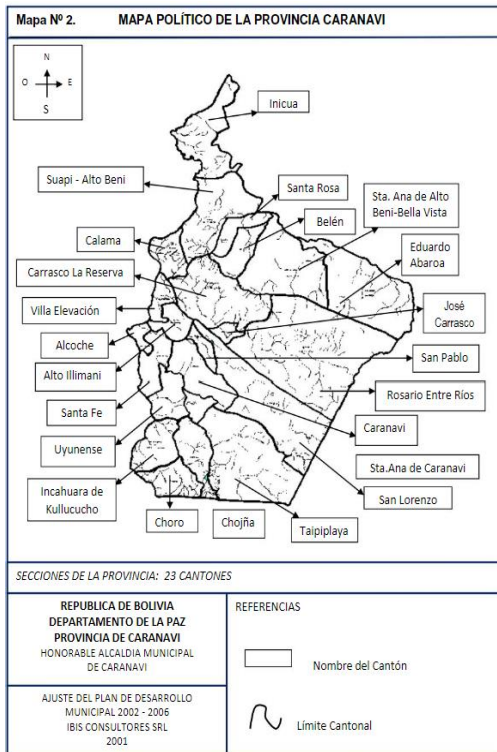 Mapa Nº 2. MAPA POLÍTICO DE LA PROVINCIA CARANAVI
N
O E
S
Inicua
Suapi - Alto Beni
Santa Rosa
Sta. Ana de Alto
Beni-Bella Vista
Belén
Calama
Eduardo
Abaroa
Carrasco La Reserva
Villa Elevación
José
Carrasco
Alcoche
San Pablo
Alto Illimani
Rosario Entre Ríos
Santa Fe
Caranavi
Uyunense
Sta.Ana de Caranavi
Incahuara de
Kullucucho
San Lorenzo
Choro
Chojña
Taipiplaya
SECCIONES DE LA PROVINCIA: 23 CANTONES
REPUBLICA DE BOLIVIA
DEPARTAMENTO DE LA PAZ
PROVINCIA DE CARANAVI
HONORABLE ALCALDIA MUNICIPAL
DE CARANAVI
AJUSTE DEL PLAN DE DESARROLLO
MUNICIPAL 2002 - 2006
IBIS CONSULTORES SRL
2001
REFERENCIAS
Nombre del Cantón
Límite Cantonal